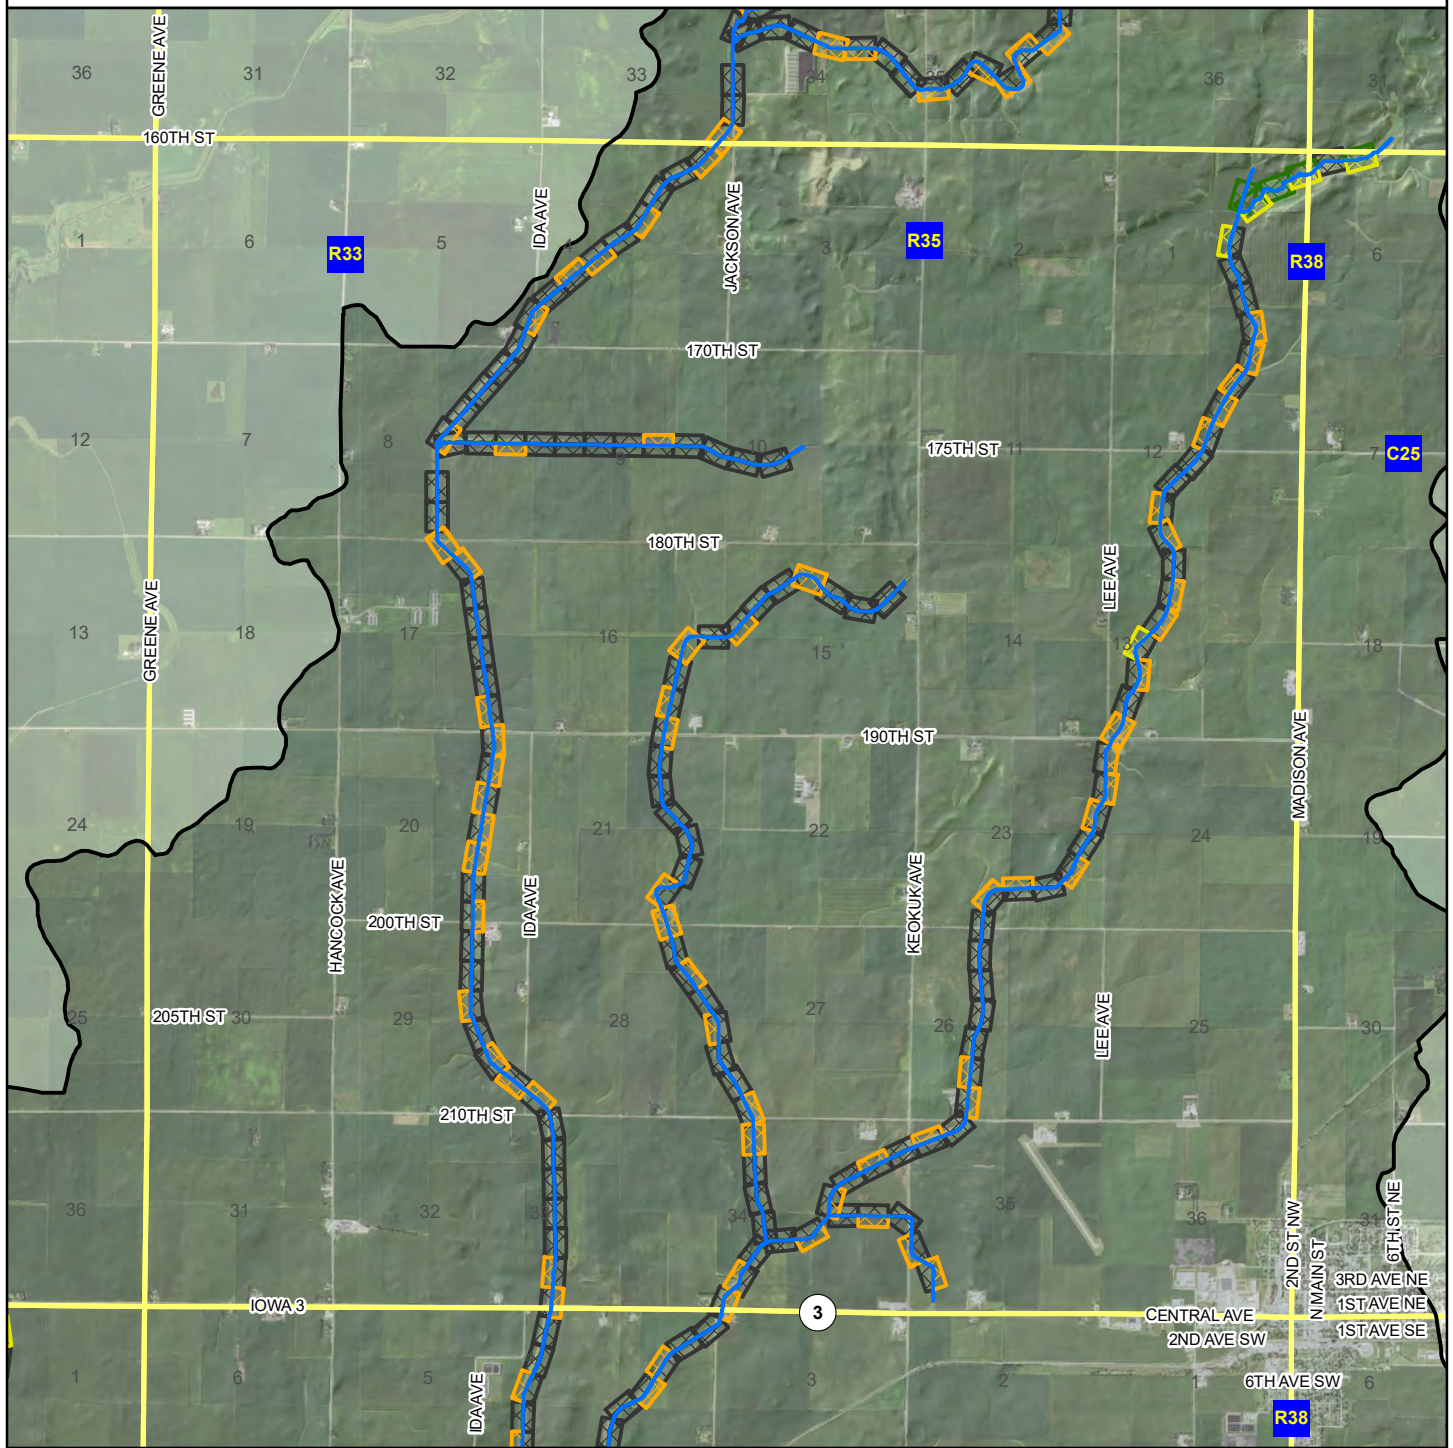 GREENE AVE
36
31
32
33
34
35
36
31
160TH ST
1
6
R33
5
IDA AVE
4
JACKSON AVE
3
R35
2
1
R38
6
170TH ST
12
7
8
9
10
175TH ST
11
12
7
C25
180TH ST
GREENE AVE
LEE AVE
13
18
17
16
15
14
13
18
190TH ST
MADISON AVE
24
19
20
21
22
23
24
19
HANCOCK AVE
IDA AVE
KEOKUK AVE
200TH ST
25
205TH ST
30
29
28
27
26
LEE AVE
25
30
210TH ST
36
31
32
33
34
35
36
31
2ND ST NW
N MAIN ST
6TH ST NE
3RD AVE NE
IOWA 3
3
CENTRAL AVE
1ST AVE NE
2ND AVE SW
1ST AVE SE
1
6
5
IDA AVE
3
2
1
6TH AVE SW
6
R38